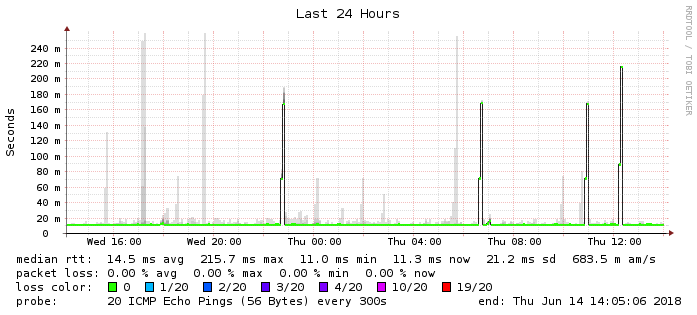 Last 24 Hours
RRDTOOL / TOBI OETIKER
Seconds
240 m
220 m
200 m
180 m
160 m
140 m
120 m
100 m
80 m
60 m
40 m
20 m
0
Wed 16:00 Wed 20:00 Thu 00:00 Thu 04:00 Thu 08:00 Thu 12:00
median rtt: 14.5 ms avg 215.7 ms max 11.0 ms min 11.3 ms now 21.2 ms sd 683.5 m am/s
packet loss: 0.00 % avg 0.00 % max 0.00 % min 0.00 % now
loss color: 0 1/20 2/20 3/20 4/20 10/20 19/20
probe: 20 ICMP Echo Pings (56 Bytes) every 300s end: Thu Jun 14 14:05:06 2018